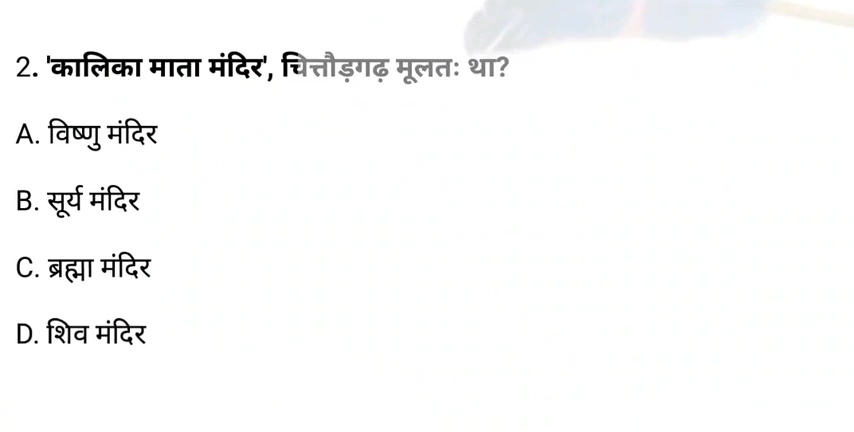 2. 'कालिका माता मंदिर', चित्तौड़गढ़ मूलतः था?
A. विष्णु मंदिर
B. सूर्य मंदिर
C. ब्रह्मा मंदिर
D. शिव मंदिर